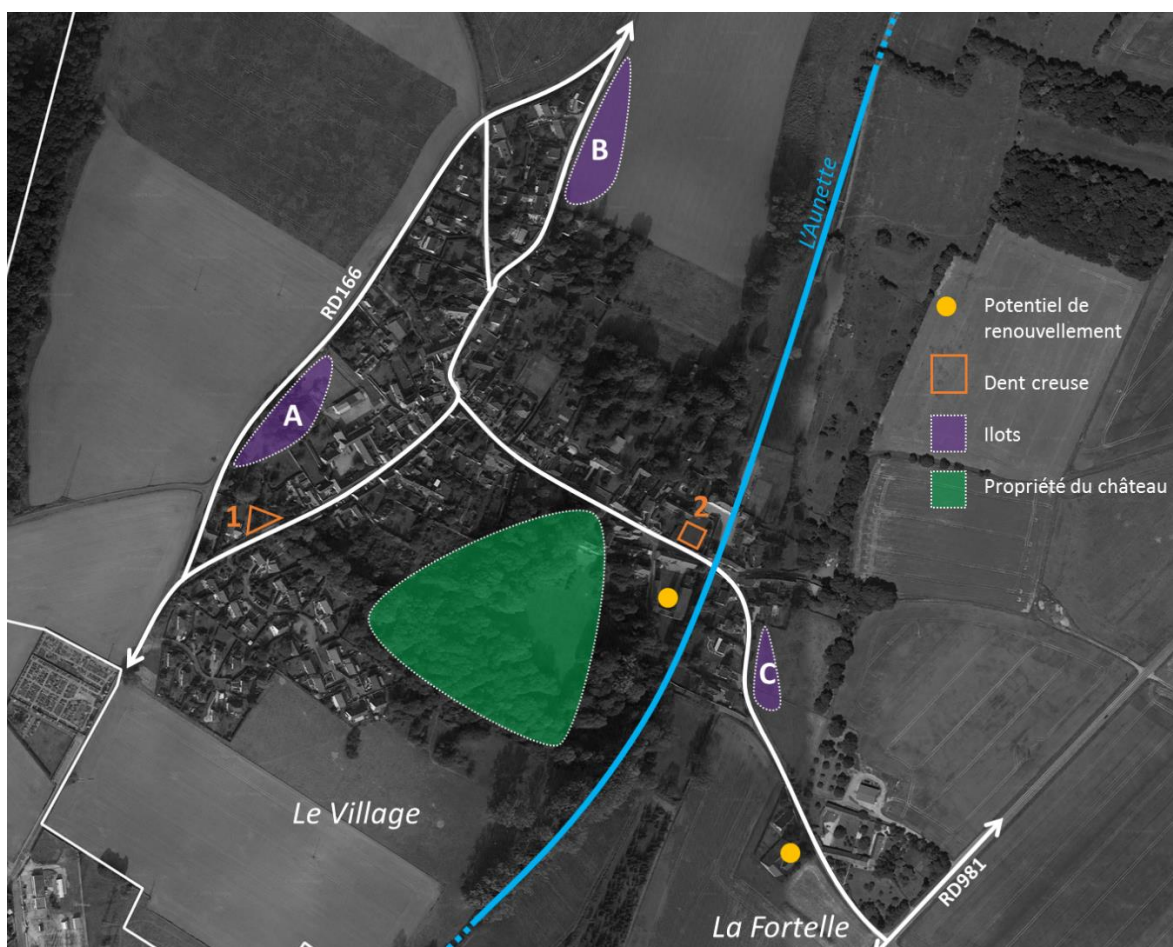 B
L'Aunette
RD166
Potentiel de
renouvellement
Dent creuse
A
Ilots
Propriété du château
1
2
C
Le Village
RD981
La Fortelle